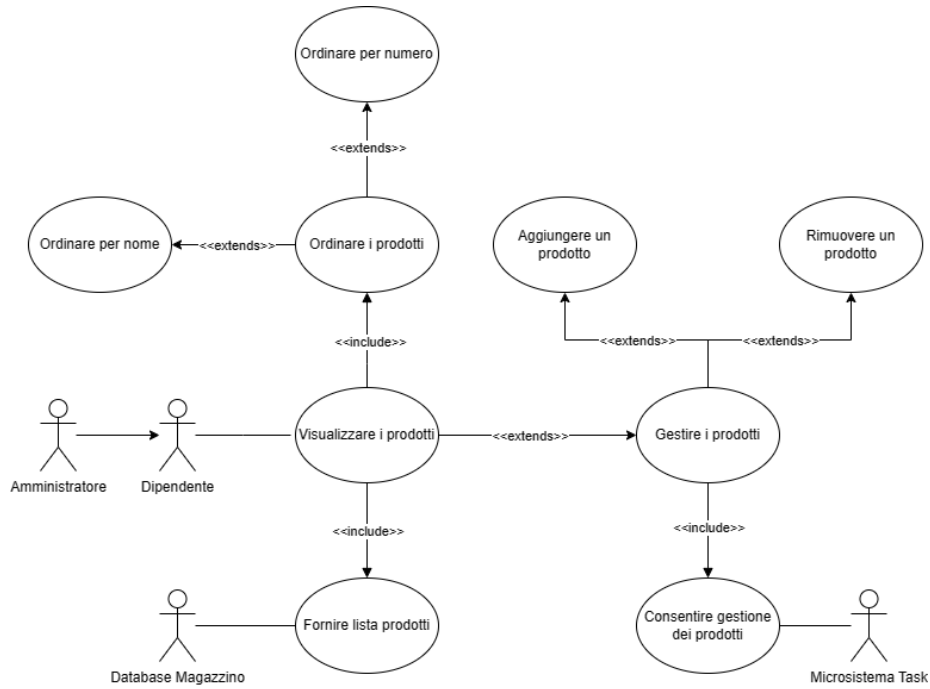 Ordinare per numero
<<extends>>
Ordinare per nome
<<extends>>
Ordinare i prodotti
Aggiungere un
prodotto
Rimuovere un
prodotto
<<include>>
<<extends>>
<<extends>>
Amministratore
Dipendente
Visualizzare i prodotti
<<extends>>
Gestire i prodotti
<<include>>
<<include>>
Database Magazzino
Fornire lista prodotti
Consentire gestione
dei prodotti
Microsistema Task